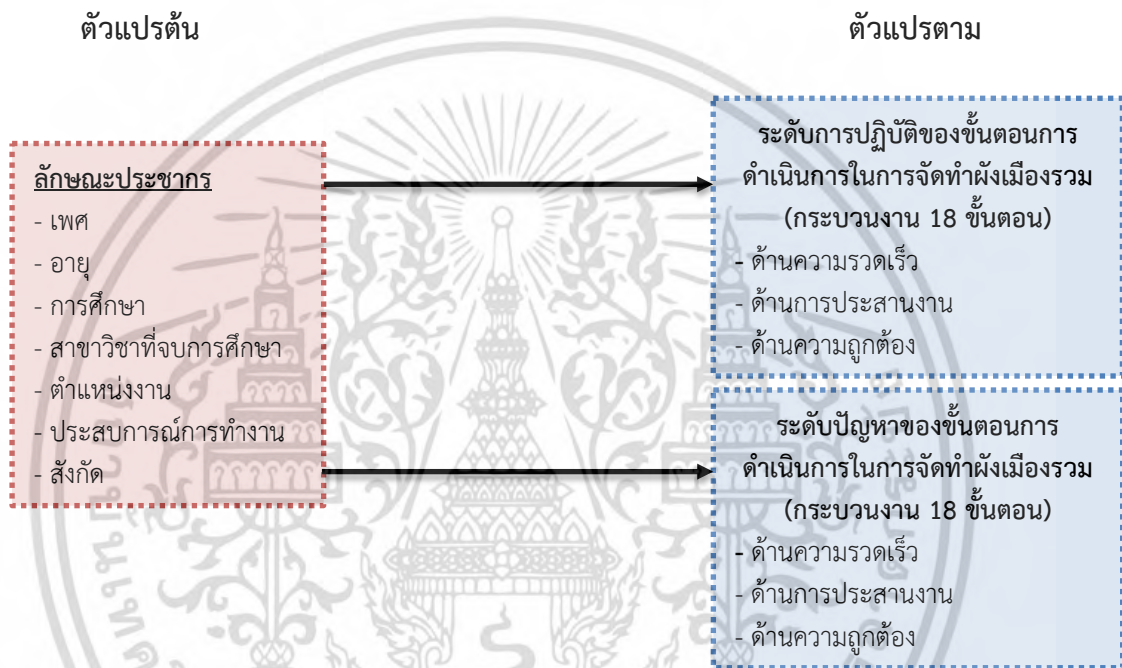 ตัวแปรต้น
ตัวแปรตาม
ลักษณะประชากร
- เพศ
- อายุ
- การศึกษา
- สาขาวิชาที่จบการศึกษา
- ตำแหน่งงาน
- ประสบการณ์การทำงาน
- สังกัด
ระดับการปฏิบัติของขั้นตอนการ
ดำเนินการในการจัดทำผังเมืองรวม
(กระบวนงาน 18 ขั้นตอน)
- ด้านความรวดเร็ว
- ด้านการประสานงาน
- ด้านความถูกต้อง
ระดับปัญหาของขั้นตอนการ
ดำเนินการในการจัดทำผังเมืองรวม
(กระบวนงาน 18 ขั้นตอน)
- ด้านความรวดเร็ว
- ด้านการประสานงาน
- ด้านความถูกต้อง